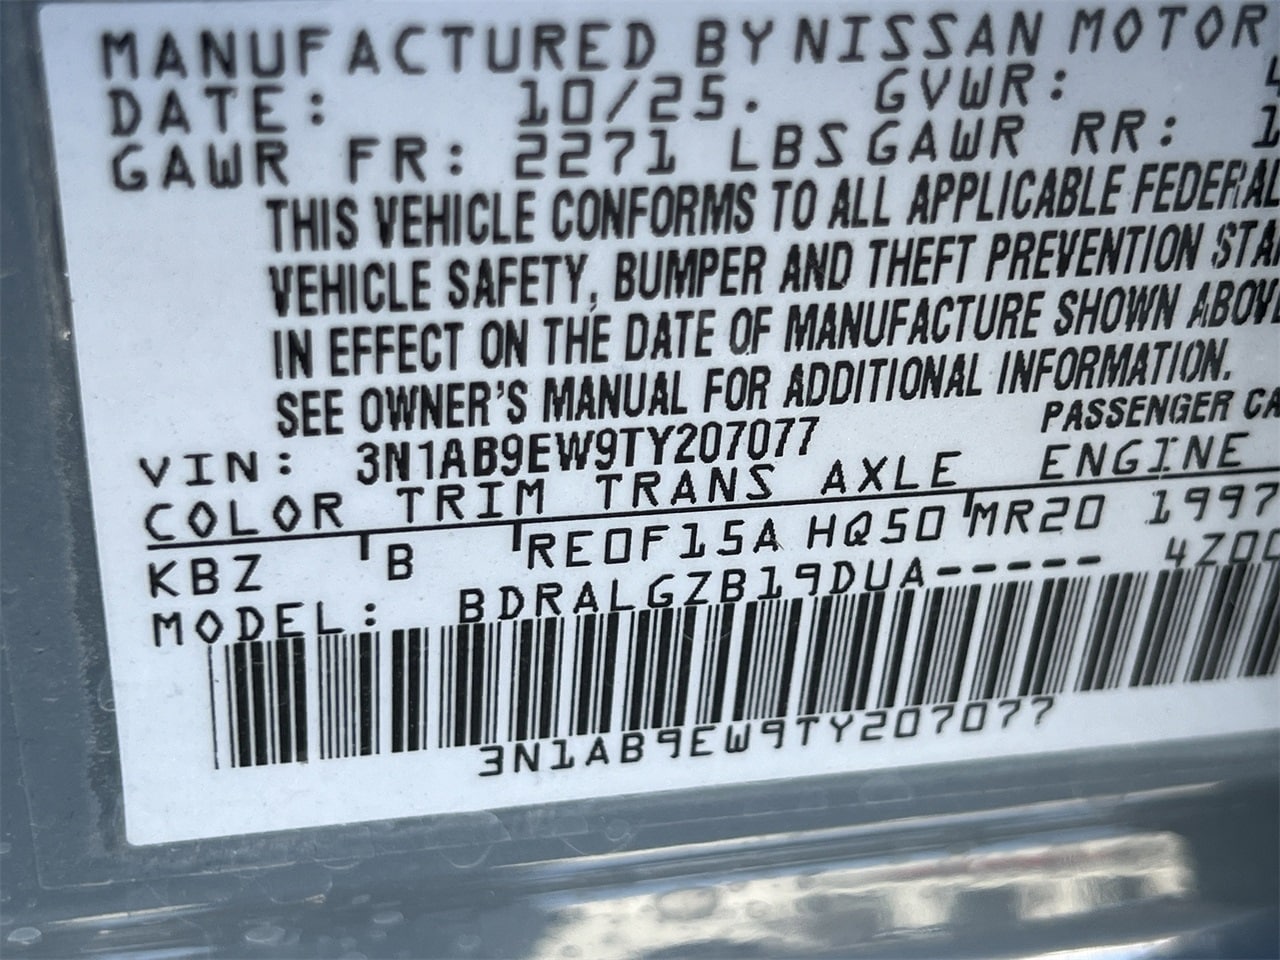 MANUFACTURED BY NISSAN MOTOR
DATE: 10/25. GVWR:
GAWR FR: 2271 LBS GAWR RR:
THIS VEHICLE CONFORMS TO ALL APPLICABLE FEDERAL
VEHICLE SAFETY, BUMPER AND THEFT PREVENTION
IN EFFECT ON THE DATE OF MANUFACTURE SHOWN
SEE OWNER'S MANUAL FOR ADDITIONAL INFORMATION.
VIN: 3N1AB9EW9TY207077 PASSENGER
COLOR TRIM TRANS AXLE ENGINE
KBZ B RE0F15A HQ50 MR20 1997
MODEL: BDRALGZB19DUA-----
3N1AB9EW9TY207077